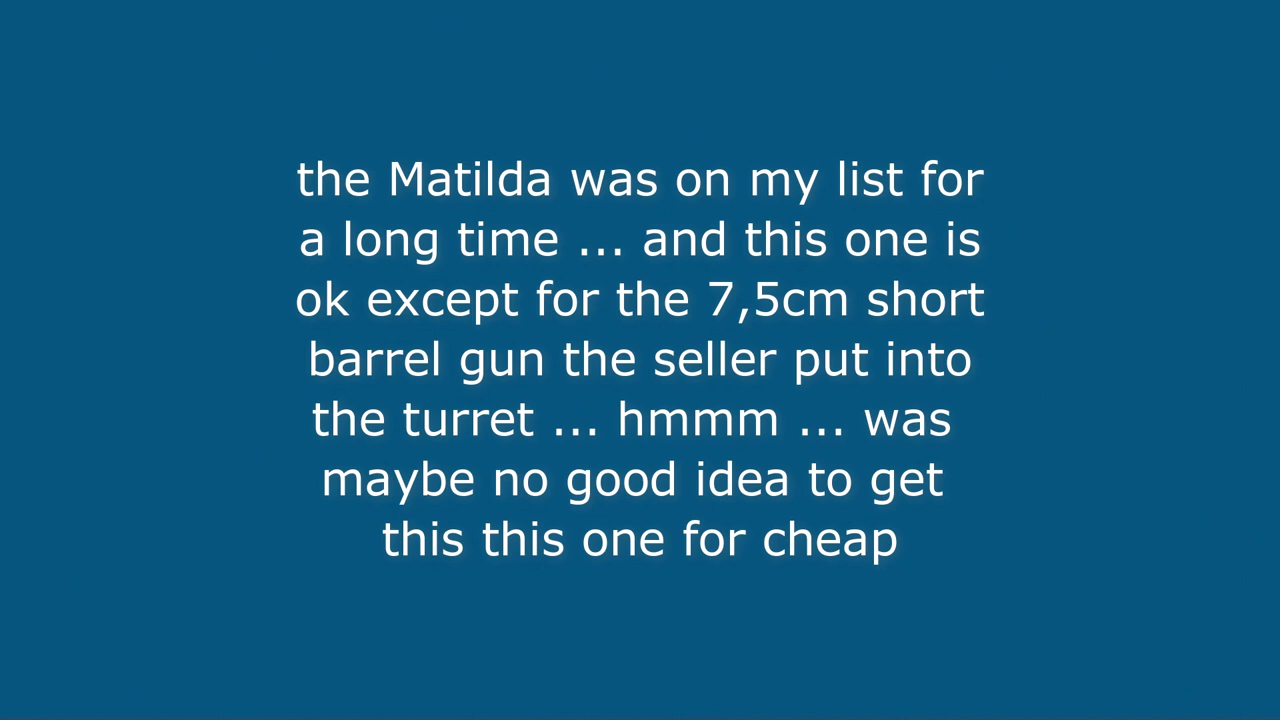 the Matilda was on my list for
a long time ... and this one is
ok except for the 7,5cm short
barrel gun the seller put into
the turret ... hmmm ... was
maybe no good idea to get
this this one for cheap